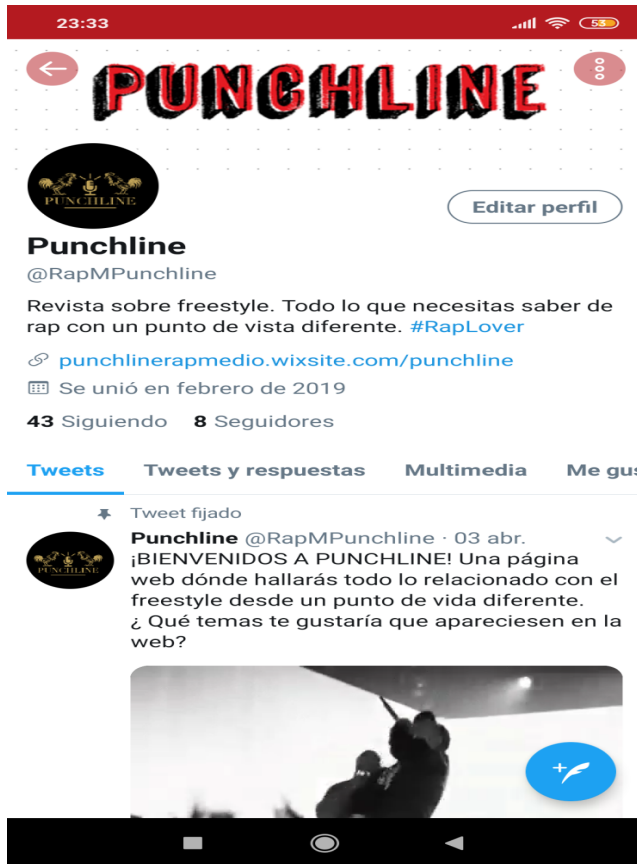 23:33
53
PUNCHLINE
PUNCHLINE
Editar perfil
Punchline
@RapMPunchline
Revista sobre freestyle. Todo lo que necesitas saber de
rap con un punto de vista diferente. #RapLover
punchlinerapmedio.wixsite.com/punchline
Se unió en febrero de 2019
43 Siguiendo 8 Seguidores
Tweets Tweets y respuestas Multimedia Me gus
Tweet fijado
Punchline @RapMPunchline · 03 abr.
¡BIENVENIDOS A PUNCHLINE! Una página
web dónde hallarás todo lo relacionado con el
freestyle desde un punto de vida diferente.
¿ Qué temas te gustaría que apareciesen en la
web?
PUNCHLINE